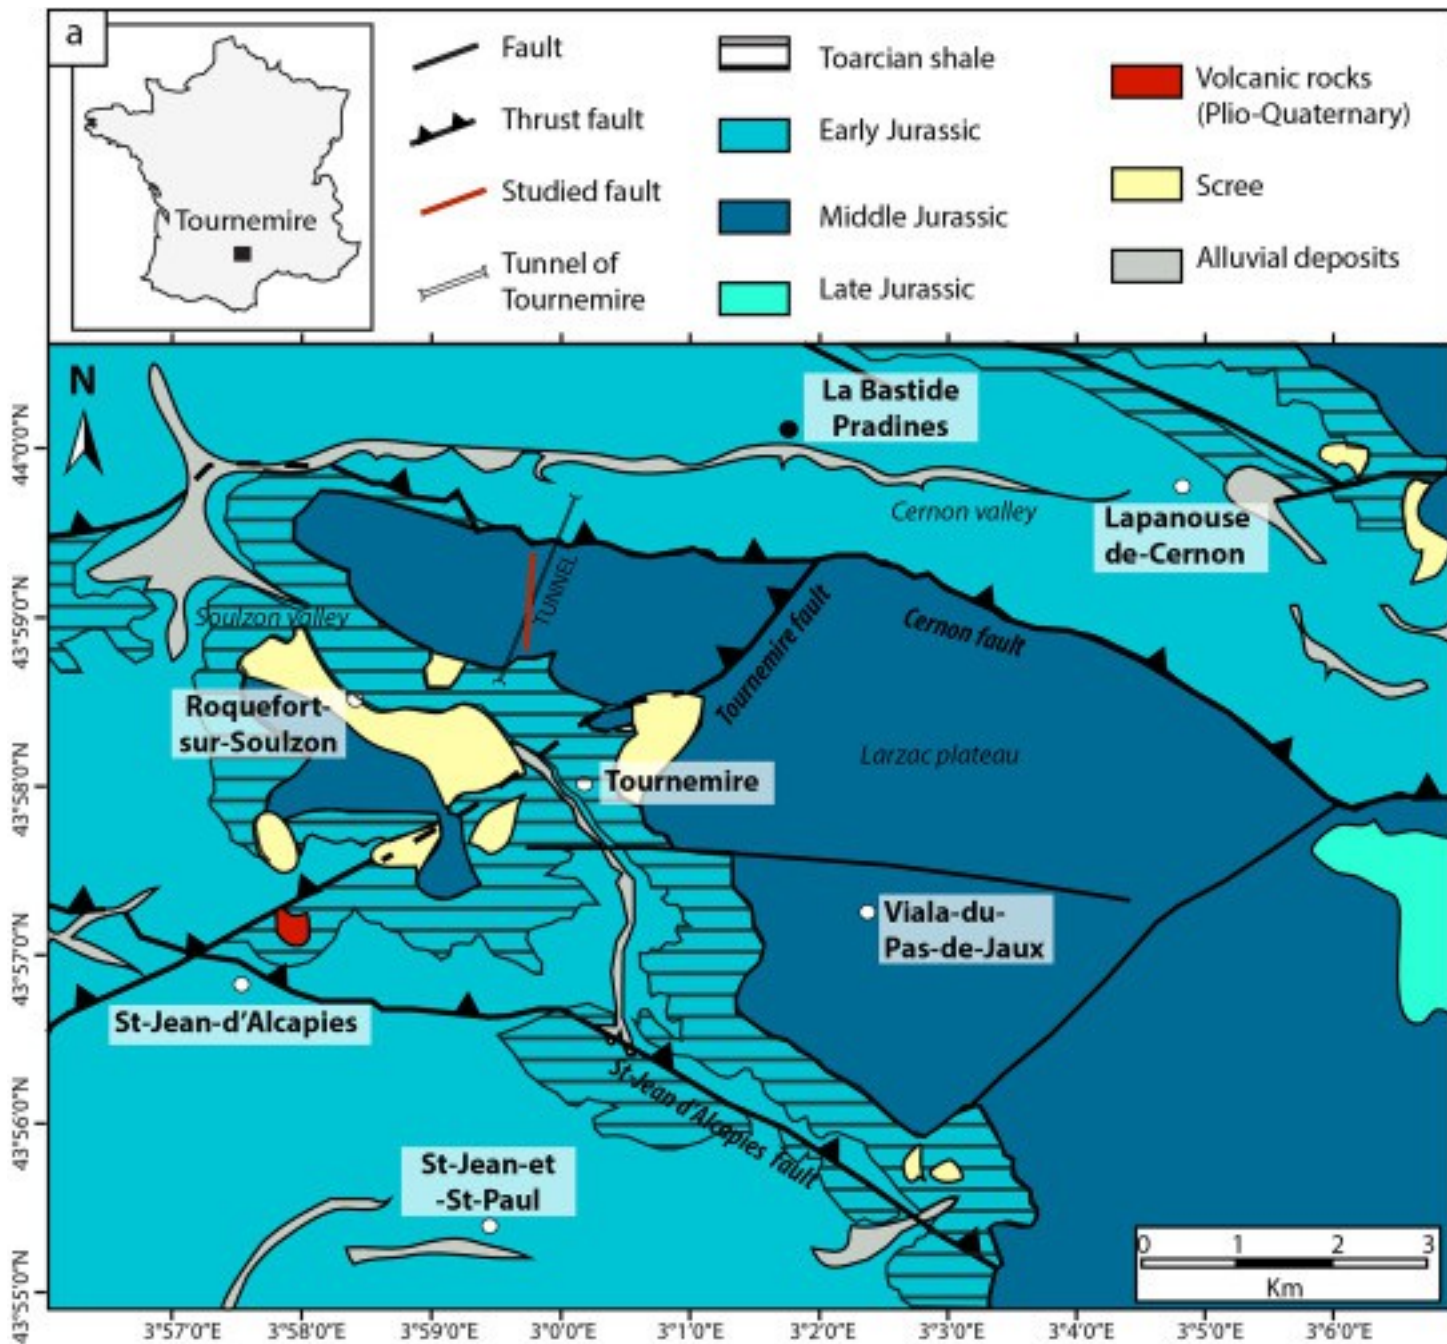 a
Tournemire
Fault
Thrust fault
Studied fault
Tunnel of
Tournemire
Toarcian shale
Early Jurassic
Middle Jurassic
Late Jurassic
Volcanic rocks
(Plio-Quaternary)
Scree
Alluvial deposits
N
La Bastide
Pradines
Cernon valley
Lapanouse
de-Cernon
TUNNEL
Soulzon valley
Tournemire fault
Cernon fault
Roquefort-
sur-Soulzon
Larzac plateau
Tournemire
Viala-du-
Pas-de-Jaux
St-Jean-d'Alcapies
St-Jean d'Alcapies fault
St-Jean-et
-St-Paul
0 1 2 3
Km
44°0'0"N
43°59'0"N
43°58'0"N
43°57'0"N
43°56'0"N
43°55'0"N
3°57'0"E 3°58'0"E 3°59'0"E 3°0'0"E 3°1'0"E 3°2'0"E 3°3'0"E 3°4'0"E 3°5'0"E 3°6'0"E